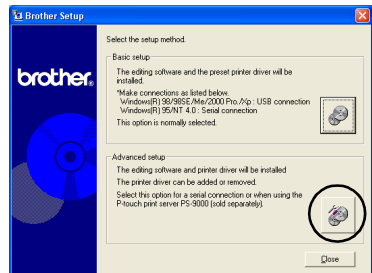 Brother Setup
Select the setup method.
brother®
Basic setup
The editing software and the preset printer driver will be
installed.
*Make connections as listed below.
Windows(R) 98/98SE/Me/2000 Pro./Xp : USB connection
Windows(R) 95/NT 4.0 : Serial connection
This option is normally selected.
Advanced setup
The editing software and printer driver will be installed
The printer driver can be added or removed.
Select this option for a serial connection or when using the
P-touch print server PS-9000 (sold separately).
Close